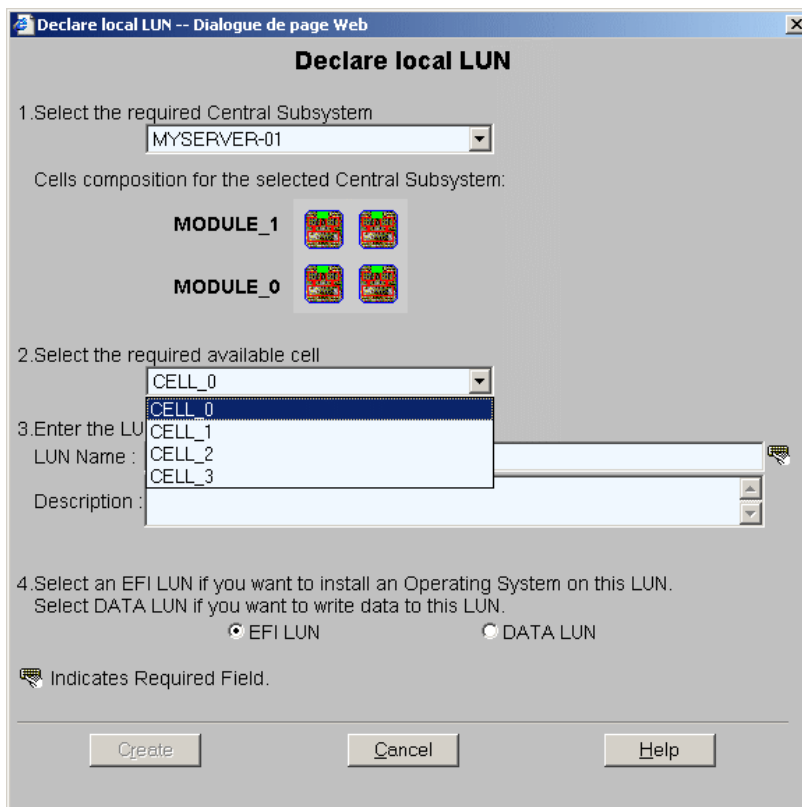 Declare local LUN -- Dialogue de page Web
Declare local LUN
1.Select the required Central Subsystem
MYSERVER-01
Cells composition for the selected Central Subsystem:
MODULE_1
MODULE_0
2.Select the required available cell
CELL_0
CELL_0
CELL_1
CELL_2
CELL_3
3.Enter the LU
LUN Name :
Description :
4.Select an EFI LUN if you want to install an Operating System on this LUN.
Select DATA LUN if you want to write data to this LUN.
EFI LUN DATA LUN
Indicates Required Field.
Create Cancel Help